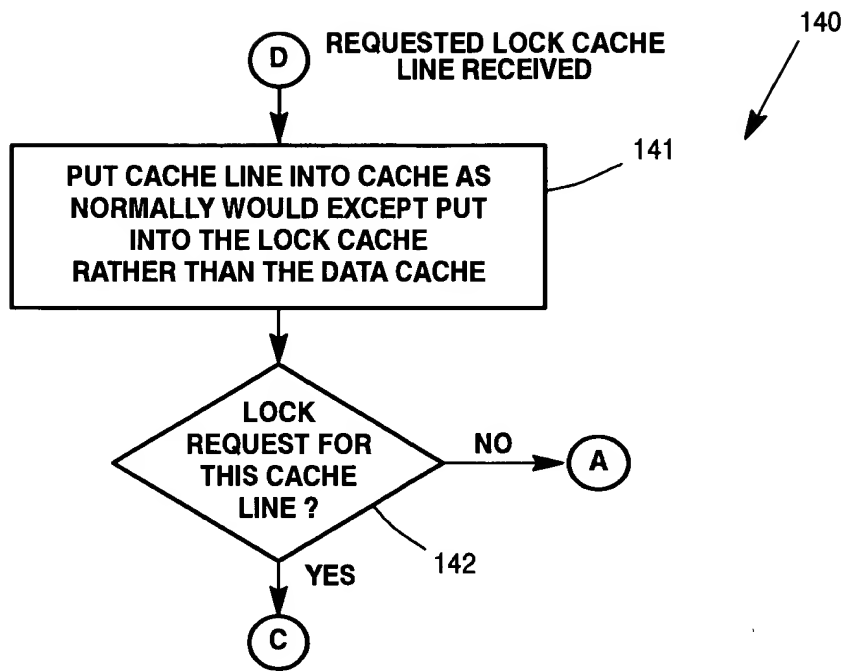 140
D
REQUESTED LOCK CACHE
LINE RECEIVED
141
PUT CACHE LINE INTO CACHE AS
NORMALLY WOULD EXCEPT PUT
INTO THE LOCK CACHE
RATHER THAN THE DATA CACHE
LOCK
REQUEST FOR
THIS CACHE
LINE ?
NO
A
142
YES
C